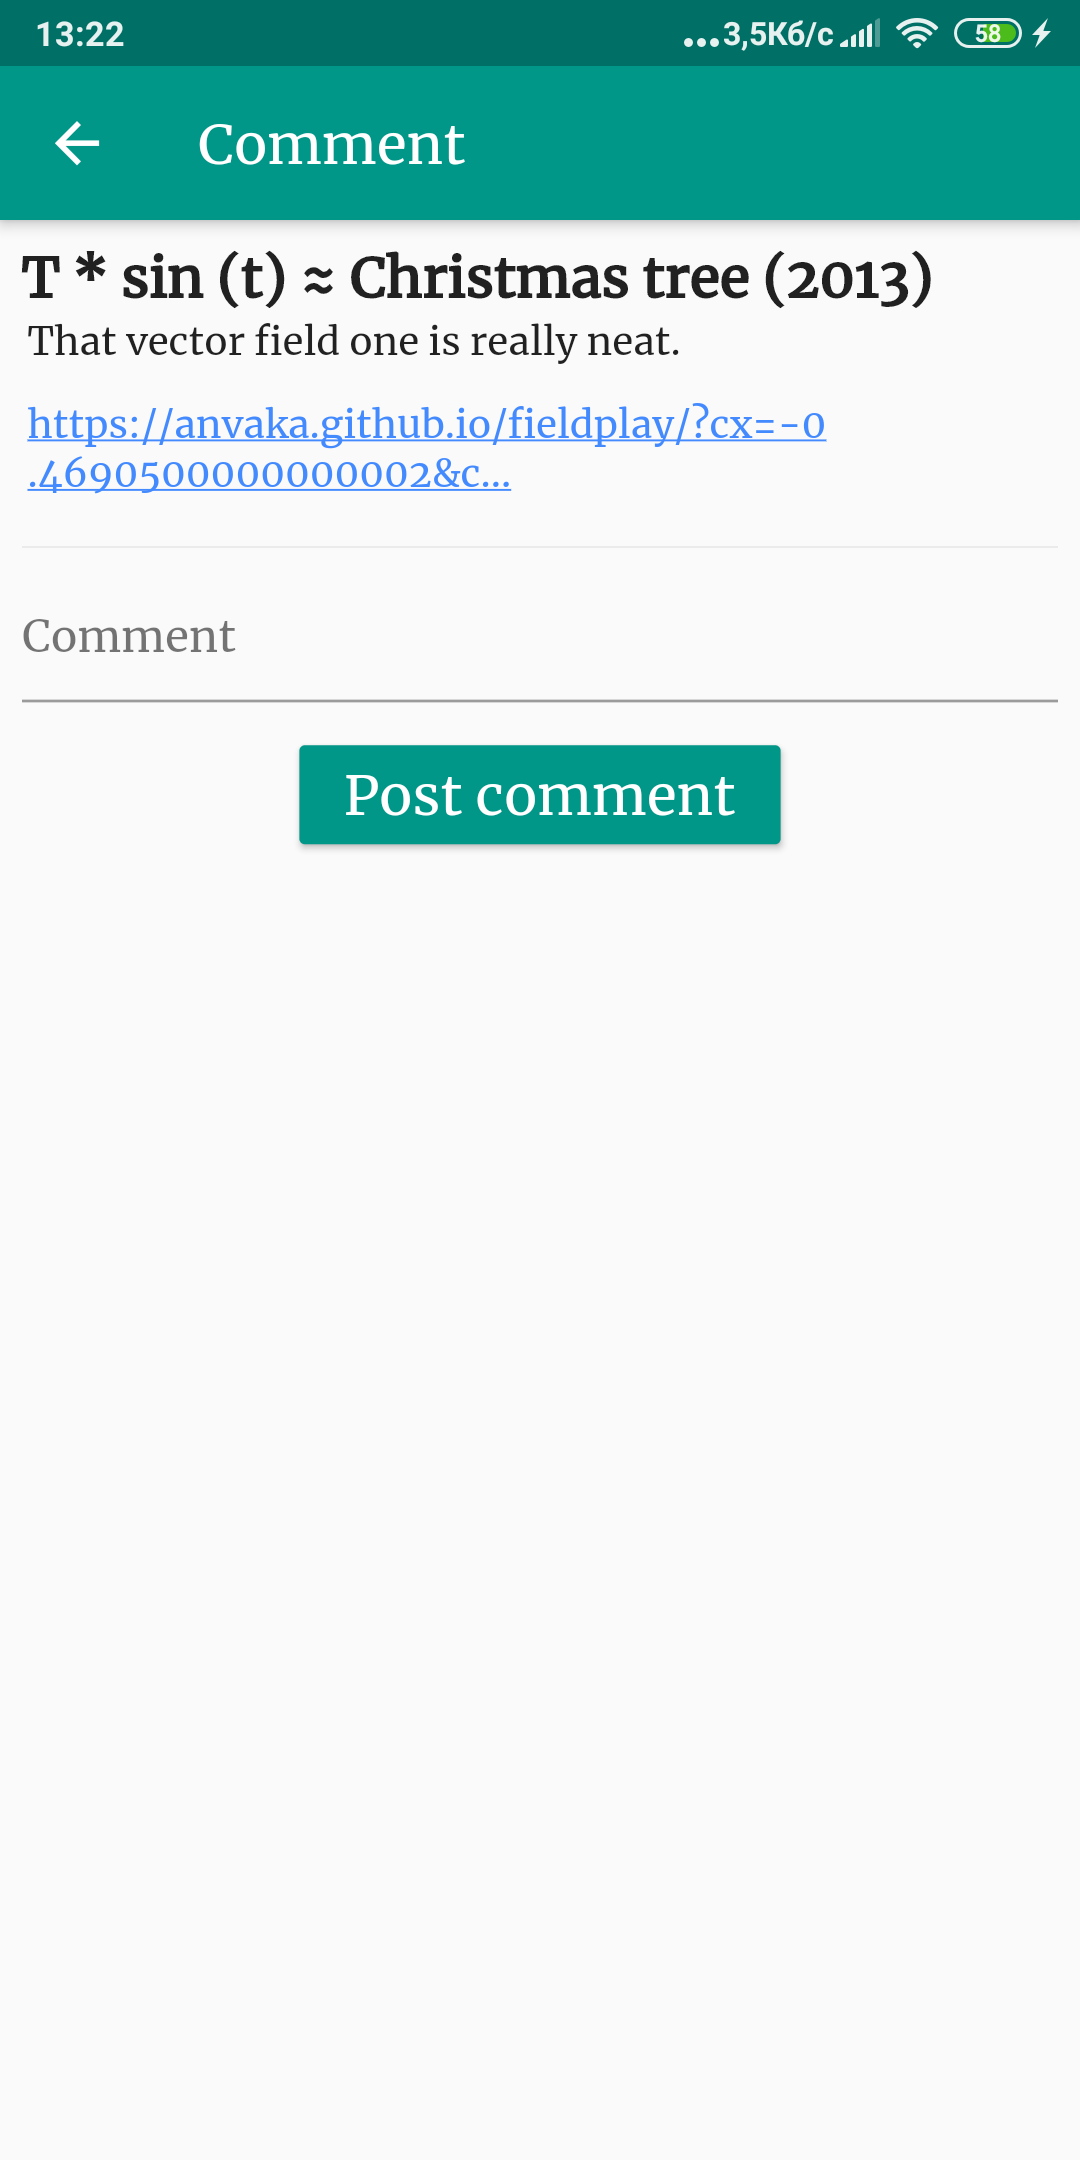 13:22
...3,5Кб/с
58
Comment
T * sin (t) ≈ Christmas tree (2013)
That vector field one is really neat.
https://anvaka.github.io/fieldplay/?cx=-0
.4690500000000002&c...
Comment
Post comment